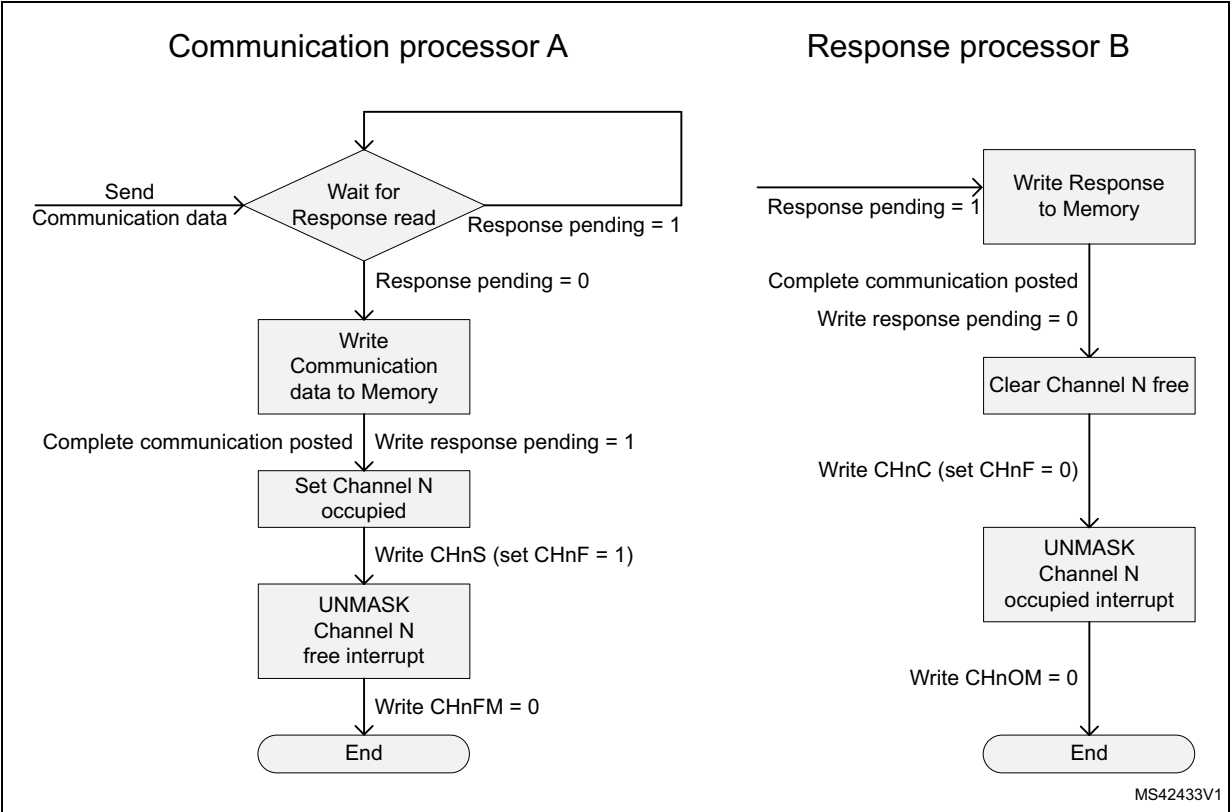 Communication processor A
Response processor B
Send
Communication data
Wait for
Response read
Response pending = 1
Response pending = 0
Write
Communication
data to Memory
Complete communication posted
Write response pending = 1
Set Channel N
occupied
Write CHnS (set CHnF = 1)
UNMASK
Channel N
free interrupt
Write CHnFM = 0
End
Response pending = 1
Write Response
to Memory
Complete communication posted
Write response pending = 0
Clear Channel N free
Write CHnC (set CHnF = 0)
UNMASK
Channel N
occupied interrupt
Write CHnOM = 0
End
MS42433V1